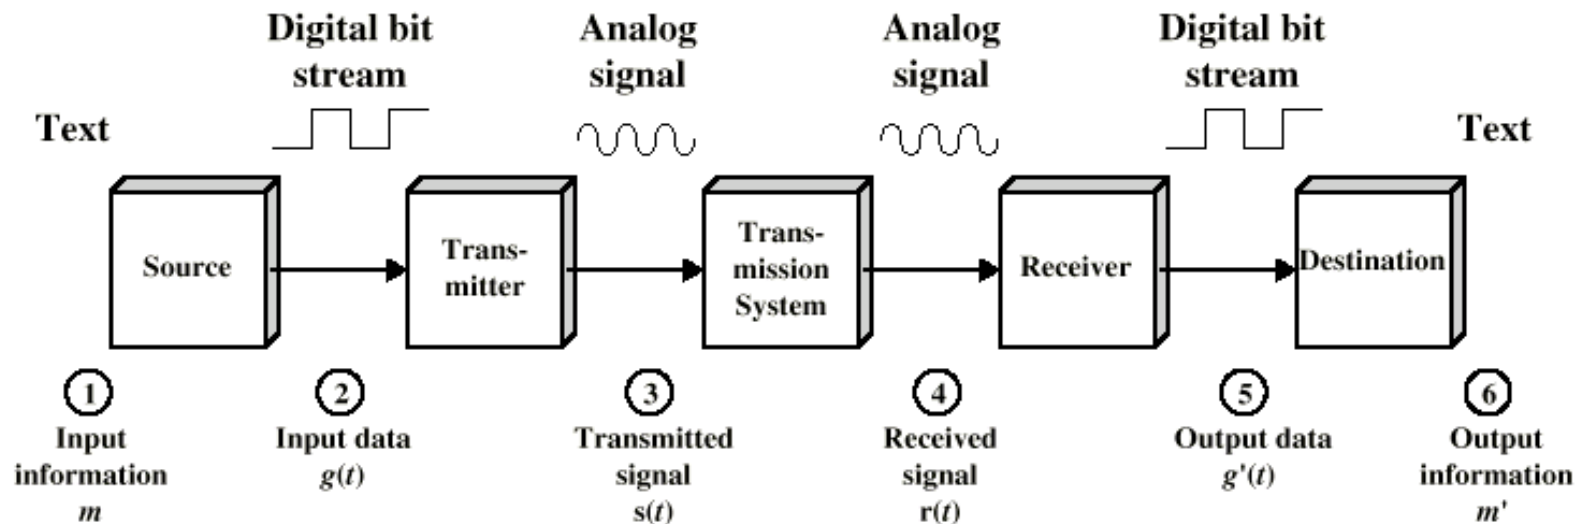 Digital bit
stream
Analog
signal
Analog
signal
Digital bit
stream
Text
Text
Source
Trans-
mitter
Trans-
mission
System
Receiver
Destination
1
Input
information
m
2
Input data
g(t)
3
Transmitted
signal
s(t)
4
Received
signal
r(t)
5
Output data
g'(t)
6
Output
information
m'